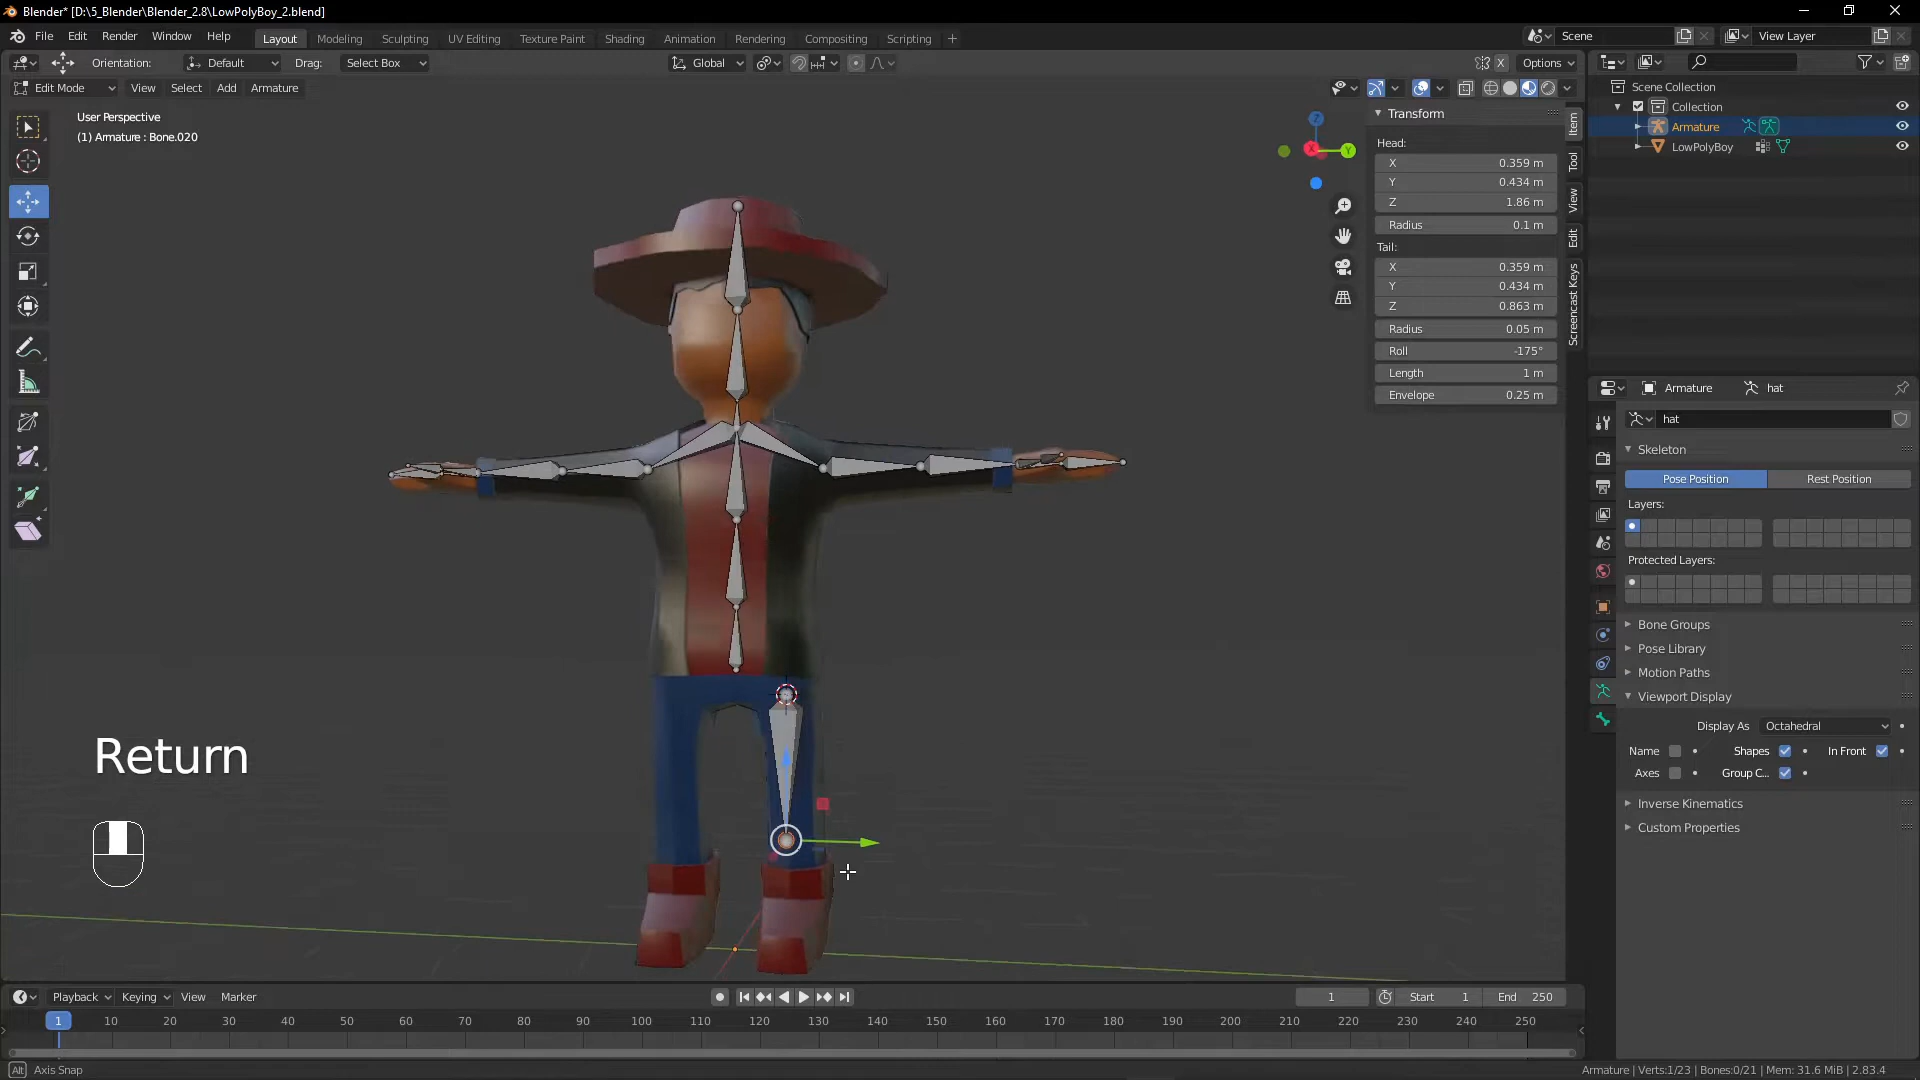 Blender* [D:\5_Blender\Blender_2.8\LowPolyBoy_2.blend]
File Edit Render Window Help Layout Modeling Sculpting UV Editing Texture Paint Shading Animation Rendering Compositing Scripting + Scene View Layer
Orientation: Default Drag: Select Box Global X Options
Edit Mode View Select Add Armature
User Perspective
(1) Armature : Bone.020
Z
X
Y
Transform
Head:
X 0.359 m
Y 0.434 m
Z 1.86 m
Radius 0.1 m
Tail:
X 0.359 m
Y 0.434 m
Z 0.863 m
Radius 0.05 m
Roll -175°
Length 1 m
Envelope 0.25 m
Item
Tool
View
Edit
Screencast Keys
Scene Collection
Collection
Armature
LowPolyBoy
Armature hat
hat
Skeleton
Pose Position Rest Position
Layers:
Protected Layers:
Bone Groups
Pose Library
Motion Paths
Viewport Display
Display As Octahedral
Name Shapes In Front
Axes Group C...
Inverse Kinematics
Custom Properties
Return
Playback Keying View Marker 1 Start 1 End 250
1 10 20 30 40 50 60 70 80 90 100 110 120 130 140 150 160 170 180 190 200 210 220 230 240 250
Alt Axis Snap Armature | Verts:1/23 | Bones:0/21 | Mem: 31.6 MiB | 2.83.4